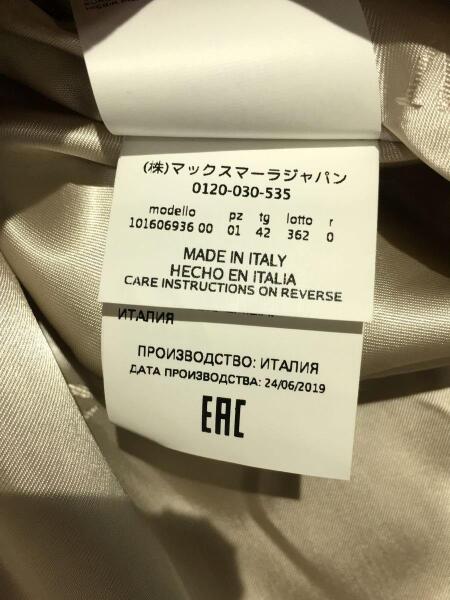 (株)マックスマーラジャパン
0120-030-535
modello pz tg lotto r
101606936 00 01 42 362 0
MADE IN ITALY
HECHO EN ITALIA
CARE INSTRUCTIONS ON REVERSE
ИТАЛИЯ
ПРОИЗВОДСТВО: ИТАЛИЯ
ДАТА ПРОИЗВОДСТВА: 24/06/2019
EAC